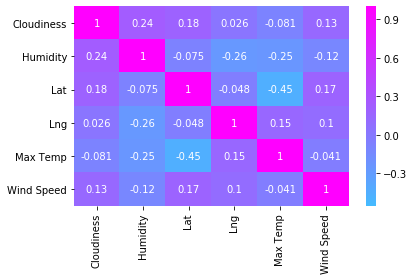 Cloudiness 1 0.24 0.18 0.026 -0.081 0.13
Humidity 0.24 1 -0.075 -0.26 -0.25 -0.12
Lat 0.18 -0.075 1 -0.048 -0.45 0.17
Lng 0.026 -0.26 -0.048 1 0.15 0.1
Max Temp -0.081 -0.25 -0.45 0.15 1 -0.041
Wind Speed 0.13 -0.12 0.17 0.1 -0.041 1
Cloudiness Humidity Lat Lng Max Temp Wind Speed
0.9
0.6
0.3
0.0
−0.3